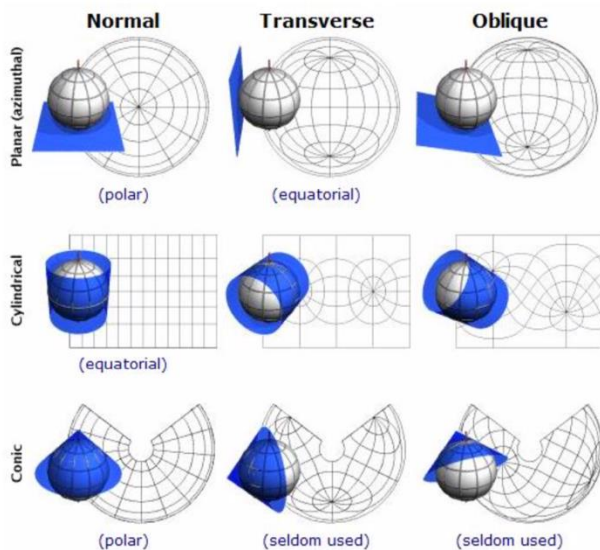 Normal Transverse Oblique
Planar (azimuthal)
(polar) (equatorial)
Cylindrical
(equatorial)
Conic
(polar) (seldom used) (seldom used)